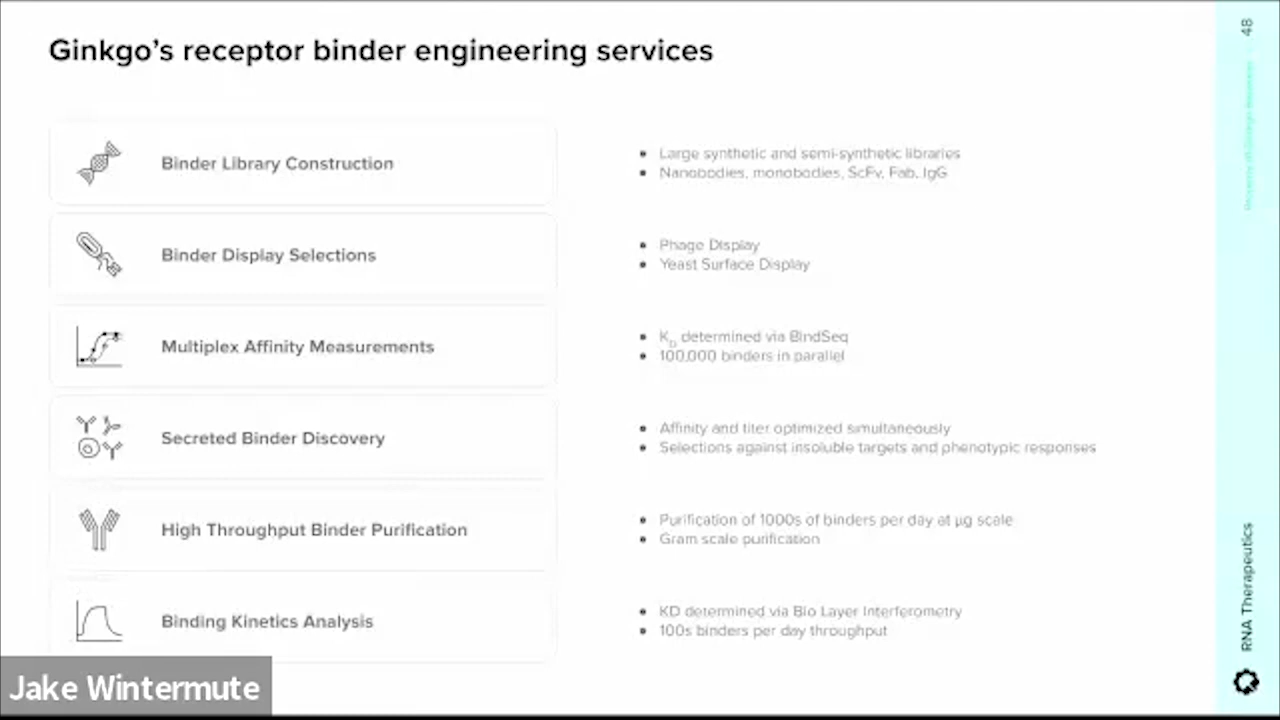 Ginkgo’s receptor binder engineering services
Binder Library Construction
Large synthetic and semi-synthetic libraries
Nanobodies, monobodies, ScFv, Fab, IgG
Binder Display Selections
Phage Display
Yeast Surface Display
Multiplex Affinity Measurements
KD determined via BindSeq
100,000 binders in parallel
Secreted Binder Discovery
Affinity and titer optimized simultaneously
Selections against insoluble targets and phenotypic responses
High Throughput Binder Purification
Purification of 1000s of binders per day at µg scale
Gram scale purification
Binding Kinetics Analysis
KD determined via Bio Layer Interferometry
100s binders per day throughput
48
RNA Therapeutics
Jake Wintermute